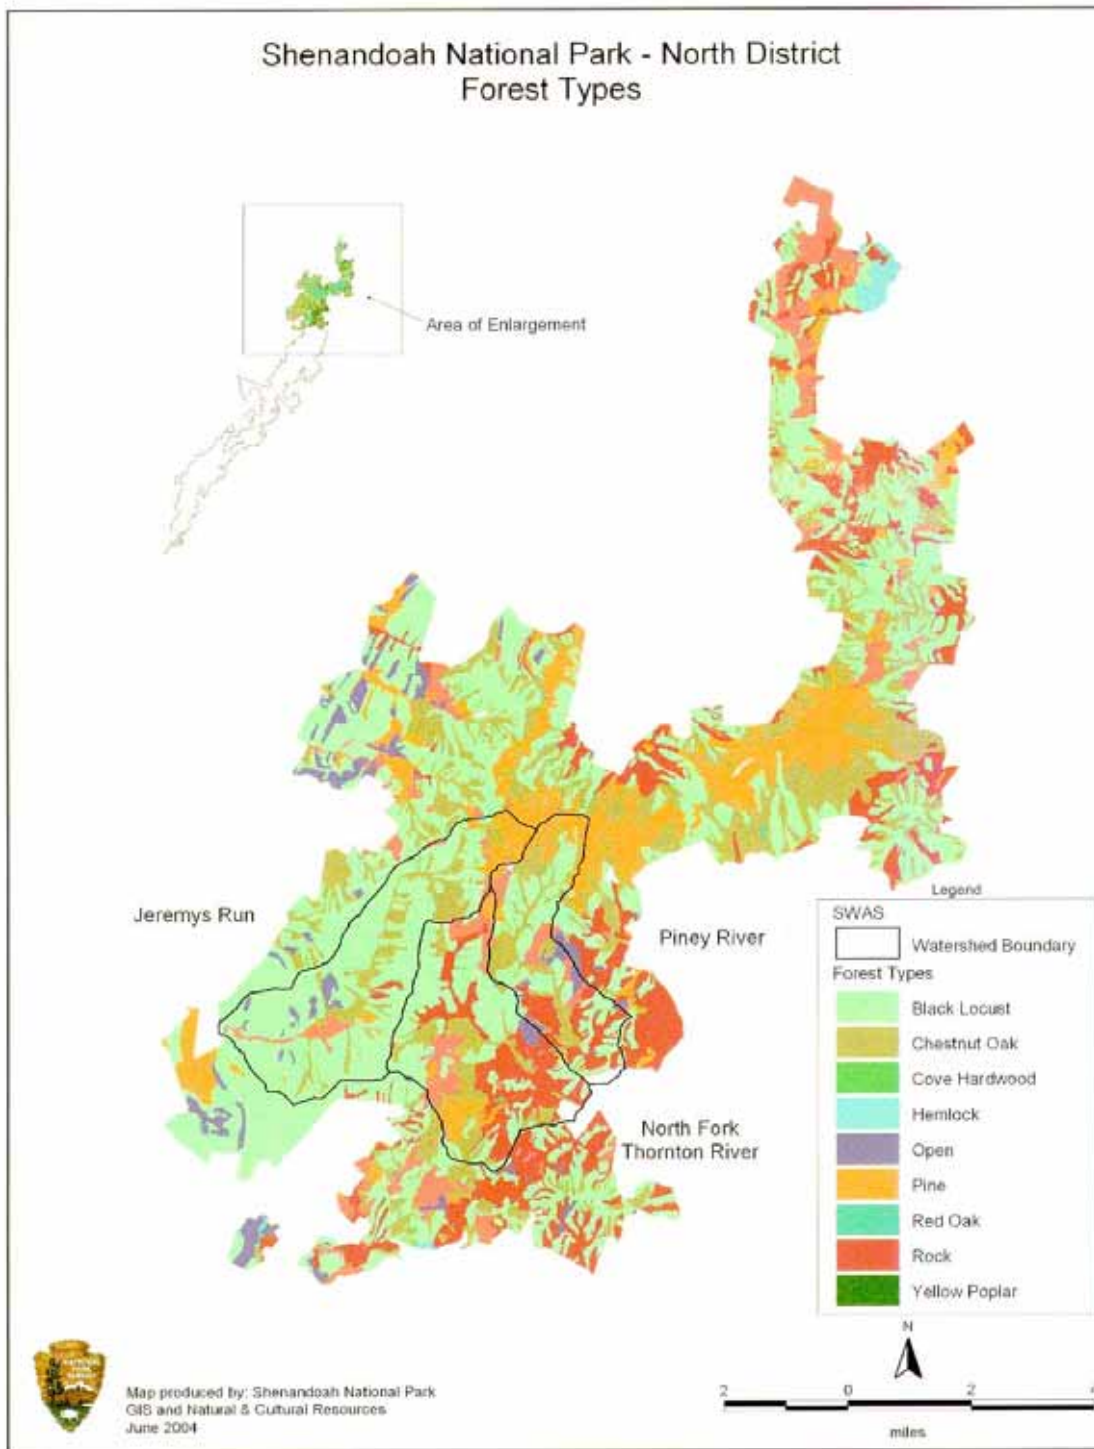 Shenandoah National Park - North District
Forest Types
Area of Enlargement
Jeremys Run
Piney River
North Fork
Thornton River
Legend
SWAS
Watershed Boundary
Forest Types
Black Locust
Chestnut Oak
Cove Hardwood
Hemlock
Open
Pine
Red Oak
Rock
Yellow Poplar
N
2 0 2 4
miles
Map produced by: Shenandoah National Park
GIS and Natural & Cultural Resources
June 2004